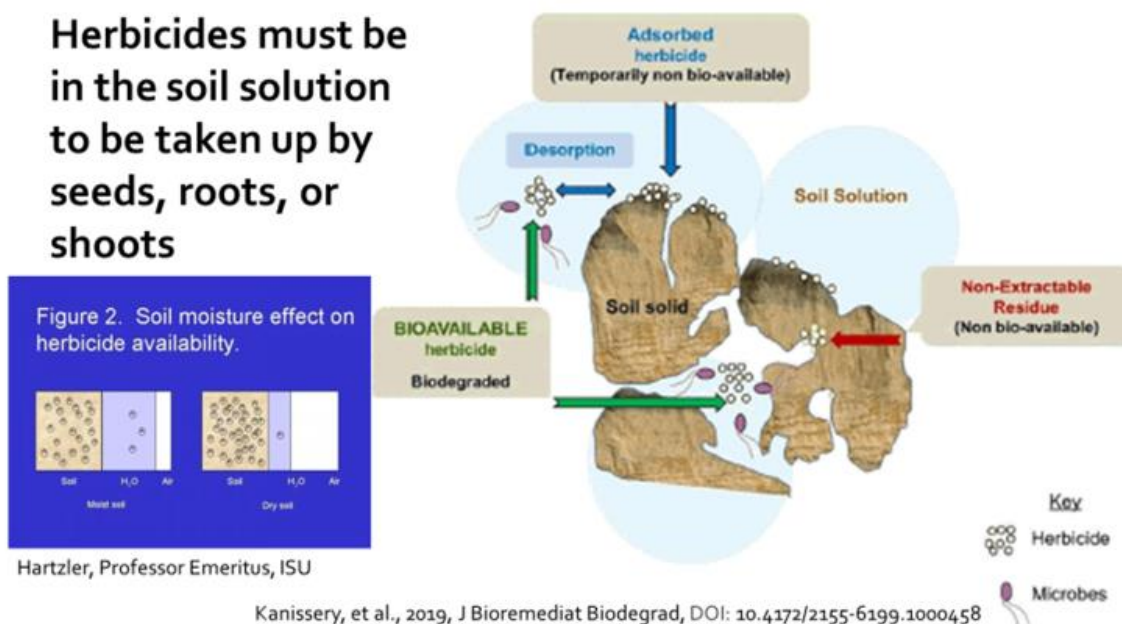 Herbicides must be
in the soil solution
to be taken up by
seeds, roots, or
shoots
Adsorbed
herbicide
(Temporarily non bio-available)
Desorption
Soil Solution
Soil solid
Non-Extractable
Residue
(Non bio-available)
BIOAVAILABLE
herbicide
Biodegraded
Figure 2. Soil moisture effect on
herbicide availability.
Soil H₂O Air Soil H₂O Air
Moist soil Dry soil
Hartzler, Professor Emeritus, ISU
Key
Herbicide
Microbes
Kanissery, et al., 2019, J Bioremediat Biodegrad, DOI: 10.4172/2155-6199.1000458